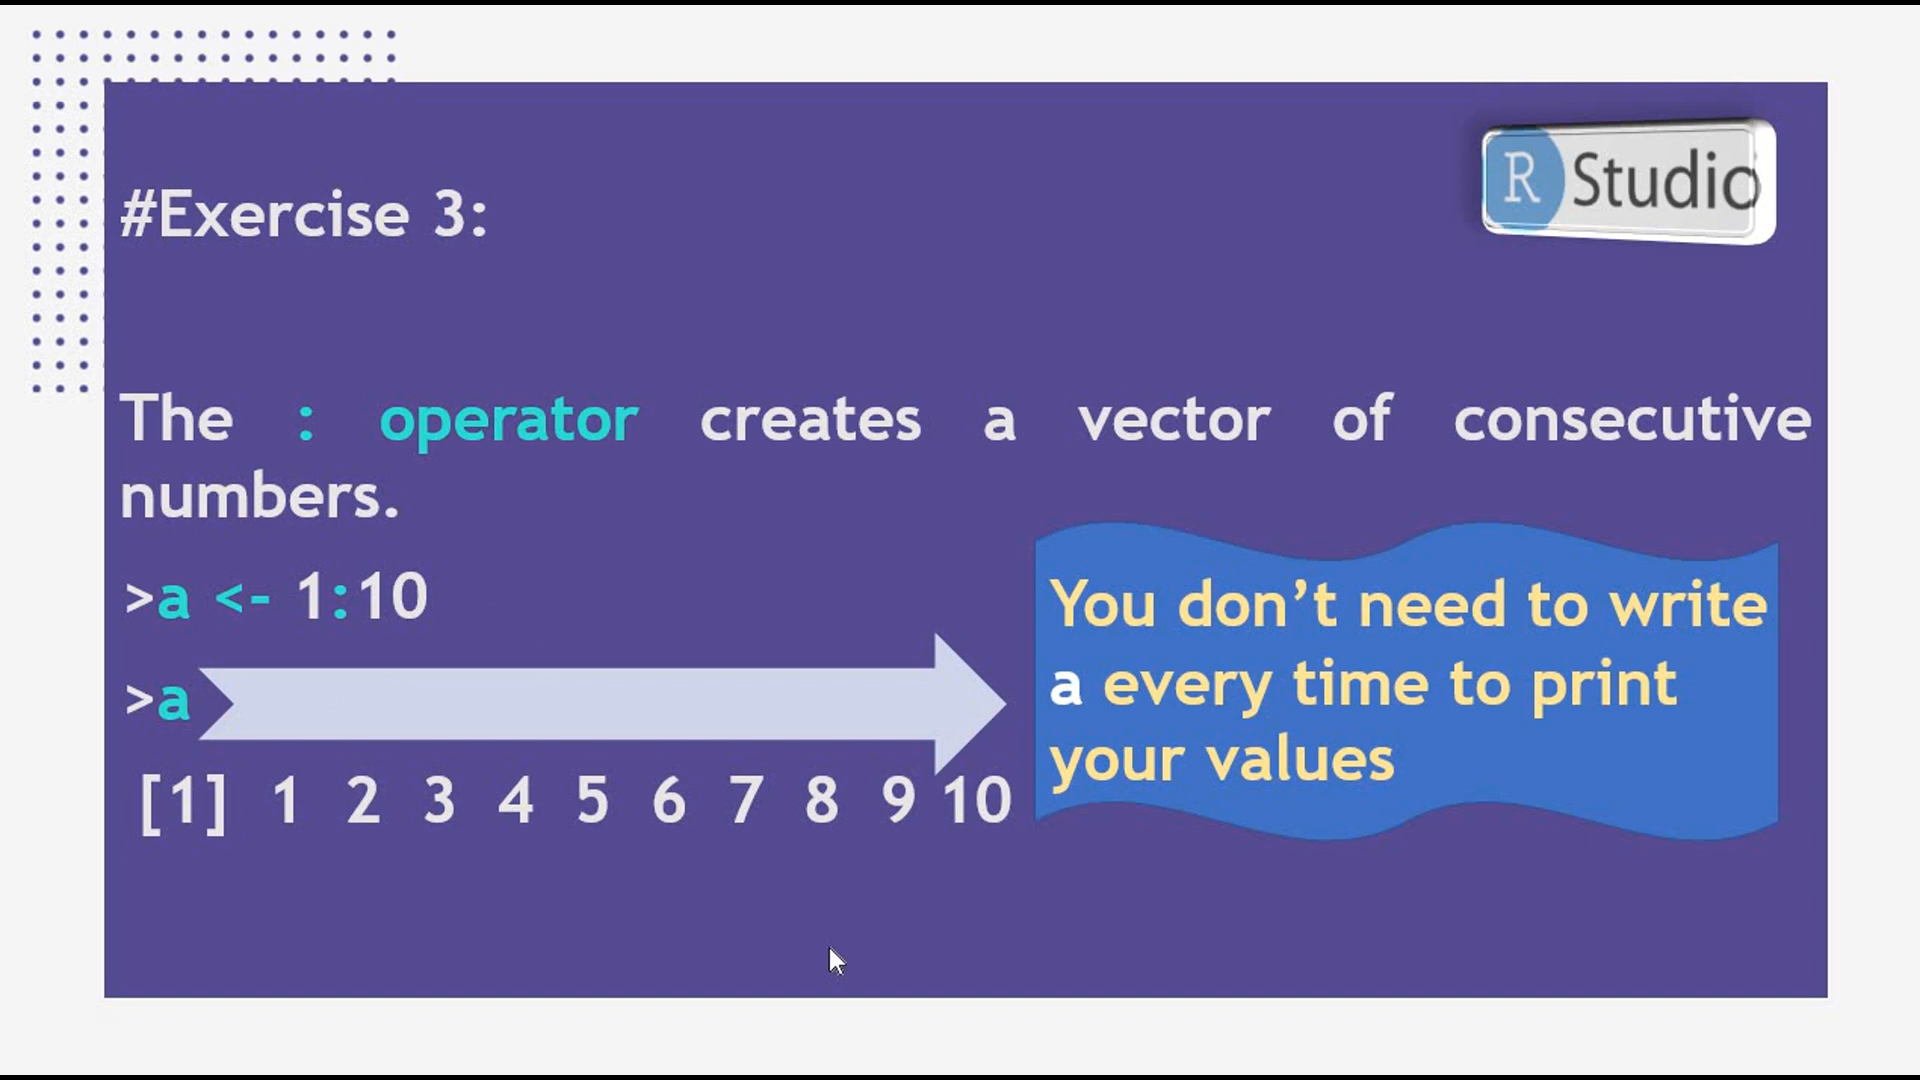 R Studio
#Exercise 3:
The : operator creates a vector of consecutive
numbers.
>a <- 1:10
>a
[1] 1 2 3 4 5 6 7 8 9 10
You don’t need to write
a every time to print
your values